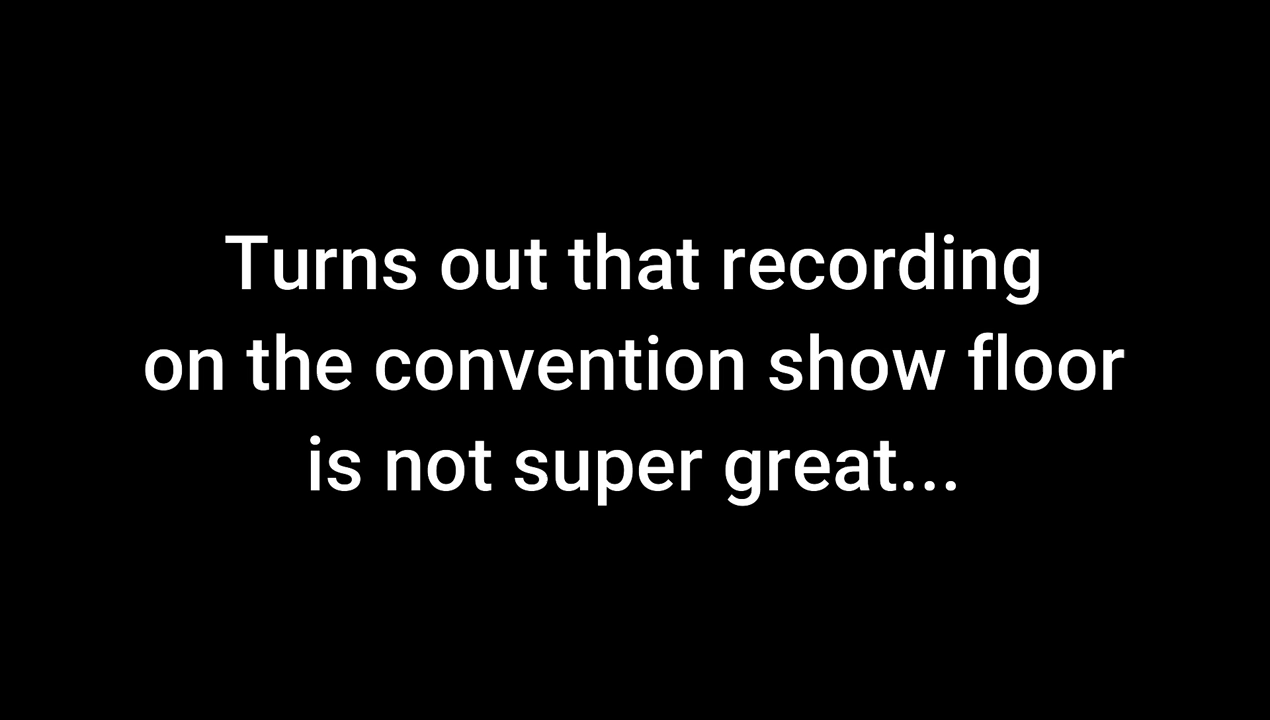 Turns out that recording
on the convention show floor
is not super great...